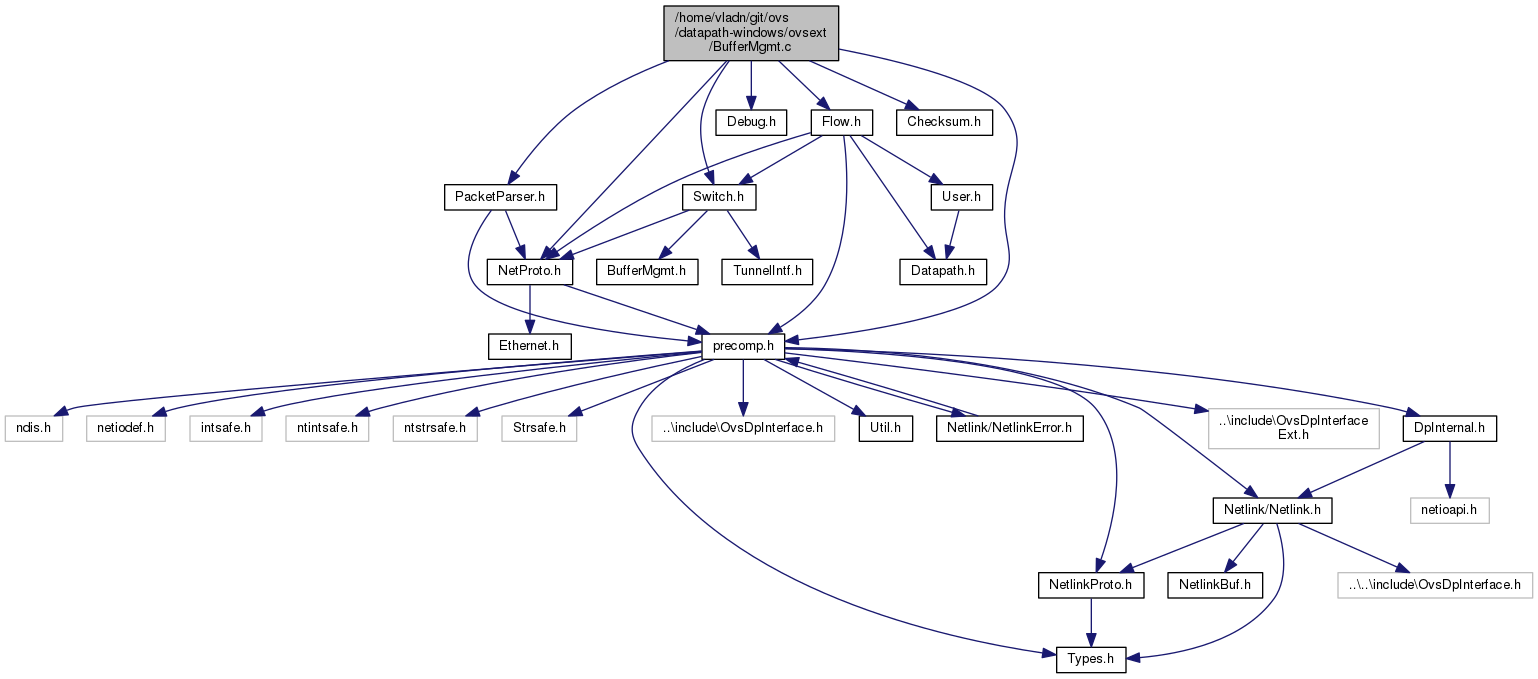 /home/vladn/git/ovs
/datapath-windows/ovsext
/BufferMgmt.c
Debug.h
Flow.h
Checksum.h
PacketParser.h
Switch.h
User.h
NetProto.h
BufferMgmt.h
TunnelIntf.h
Datapath.h
Ethernet.h
precomp.h
ndis.h
netiodef.h
intsafe.h
ntintsafe.h
ntstrsafe.h
Strsafe.h
..\include\OvsDpInterface.h
Util.h
Netlink/NetlinkError.h
..\include\OvsDpInterface
Ext.h
DpInternal.h
Netlink/Netlink.h
netioapi.h
NetlinkProto.h
NetlinkBuf.h
..\..\include\OvsDpInterface.h
Types.h